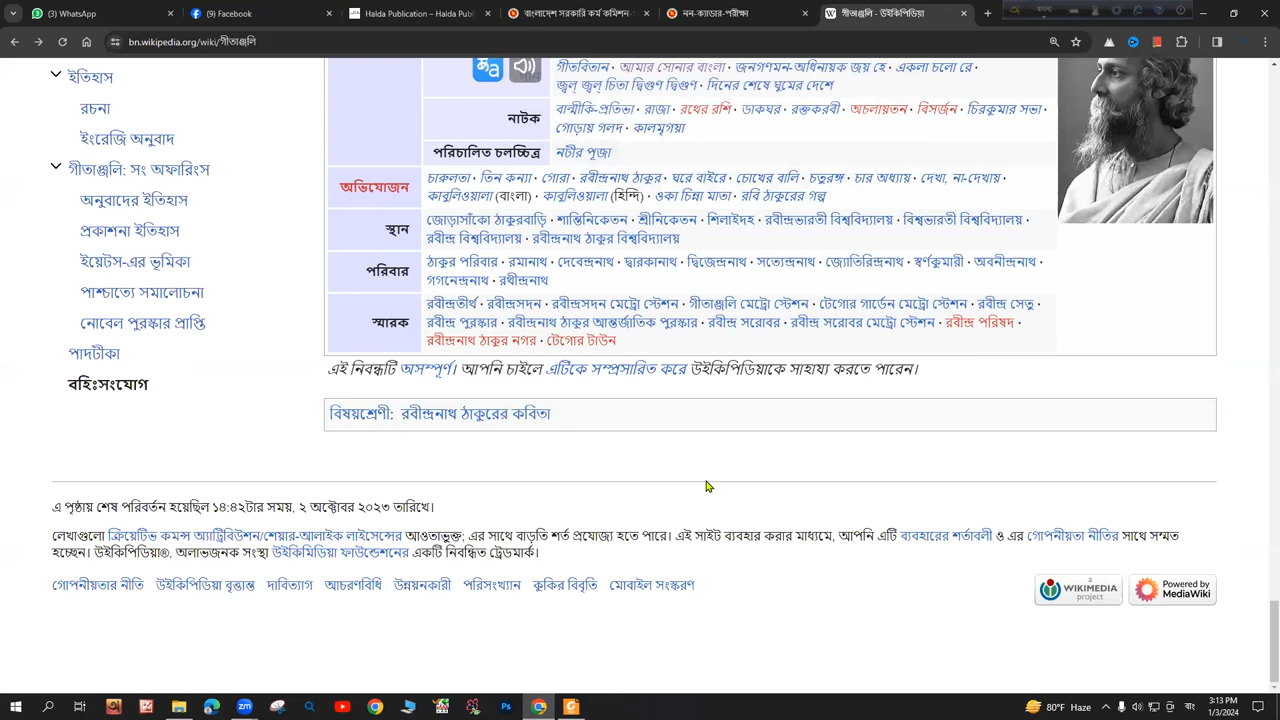 (3) WhatsApp
(9) Facebook
Halda Publication – Halda Pub
বাংলাদেশ সরকারি কর্ম কমিশন-
নন-ক্যাডার-পরীক্ষা
গীতাঞ্জলি - উইকিপিডিয়া
bn.wikipedia.org/wiki/গীতাঞ্জলি
ইতিহাস
রচনা
ইংরেজি অনুবাদ
গীতাঞ্জলি: সং অফারিংস
অনুবাদের ইতিহাস
প্রকাশনা ইতিহাস
ইয়েটস-এর ভূমিকা
পাশ্চাত্যে সমালোচনা
নোবেল পুরস্কার প্রাপ্তি
পাদটীকা
বহিঃসংযোগ
গীতবিতান · আমার সোনার বাংলা · জনগণমন-অধিনায়ক জয় হে · একলা চলো রে ·
জ্বল্ জ্বল্ চিতা দ্বিগুণ দ্বিগুণ · দিনের শেষে ঘুমের দেশে
নাটক
বাল্মীকি-প্রতিভা · রাজা · রথের রশি · ডাকঘর · রক্তকরবী · অচলায়তন · বিসর্জন · চিরকুমার সভা ·
গোড়ায় গলদ · কালমৃগয়া
পরিচালিত চলচ্চিত্র
নটীর পূজা
অভিযোজন
চারুলতা · তিন কন্যা · গোরা · রবীন্দ্রনাথ ঠাকুর · ঘরে বাইরে · চোখের বালি · চতুরঙ্গ · চার অধ্যায় · দেখা, না-দেখায় ·
কাবুলিওয়ালা (বাংলা) · কাবুলিওয়ালা (হিন্দি) · ওকা চিন্না মাতা · রবি ঠাকুরের গল্প
স্থান
জোড়াসাঁকো ঠাকুরবাড়ি · শান্তিনিকেতন · শ্রীনিকেতন · শিলাইদহ · রবীন্দ্রভারতী বিশ্ববিদ্যালয় · বিশ্বভারতী বিশ্ববিদ্যালয় ·
রবীন্দ্র বিশ্ববিদ্যালয় · রবীন্দ্রনাথ ঠাকুর বিশ্ববিদ্যালয়
পরিবার
ঠাকুর পরিবার · রমানাথ · দেবেন্দ্রনাথ · দ্বারকানাথ · দ্বিজেন্দ্রনাথ · সত্যেন্দ্রনাথ · জ্যোতিরিন্দ্রনাথ · স্বর্ণকুমারী · অবনীন্দ্রনাথ ·
গগনেন্দ্রনাথ · রথীন্দ্রনাথ
স্মারক
রবীন্দ্রতীর্থ · রবীন্দ্রসদন · রবীন্দ্রসদন মেট্রো স্টেশন · গীতাঞ্জলি মেট্রো স্টেশন · টেগোর গার্ডেন মেট্রো স্টেশন · রবীন্দ্র সেতু ·
রবীন্দ্র পুরস্কার · রবীন্দ্রনাথ ঠাকুর আন্তর্জাতিক পুরস্কার · রবীন্দ্র সরোবর · রবীন্দ্র সরোবর মেট্রো স্টেশন · রবীন্দ্র পরিষদ ·
রবীন্দ্রনাথ ঠাকুর নগর · টেগোর টাউন
এই নিবন্ধটি অসম্পূর্ণ। আপনি চাইলে এটিকে সম্প্রসারিত করে উইকিপিডিয়াকে সাহায্য করতে পারেন।
বিষয়শ্রেণী: রবীন্দ্রনাথ ঠাকুরের কবিতা
এ পৃষ্ঠায় শেষ পরিবর্তন হয়েছিল ১৪:৪২টার সময়, ২ অক্টোবর ২০২৩ তারিখে।
লেখাগুলো ক্রিয়েটিভ কমন্স অ্যাট্রিবিউশন/শেয়ার-আলাইক লাইসেন্সের আওতাভুক্ত; এর সাথে বাড়তি শর্ত প্রযোজ্য হতে পারে। এই সাইট ব্যবহার করার মাধ্যমে, আপনি এটি ব্যবহারের শর্তাবলী ও এর গোপনীয়তা নীতির সাথে সম্মত
হচ্ছেন। উইকিপিডিয়া®, অলাভজনক সংস্থা উইকিমিডিয়া ফাউন্ডেশনের একটি নিবন্ধিত ট্রেডমার্ক।
গোপনীয়তার নীতি উইকিপিডিয়া বৃত্তান্ত দাবিত্যাগ আচরণবিধি উন্নয়নকারী পরিসংখ্যান কুকির বিবৃতি মোবাইল সংস্করণ
a
WIKIMEDIA
project
Powered by
MediaWiki
zm
Ps
80°F Haze
বাং
3:13 PM
1/3/2024